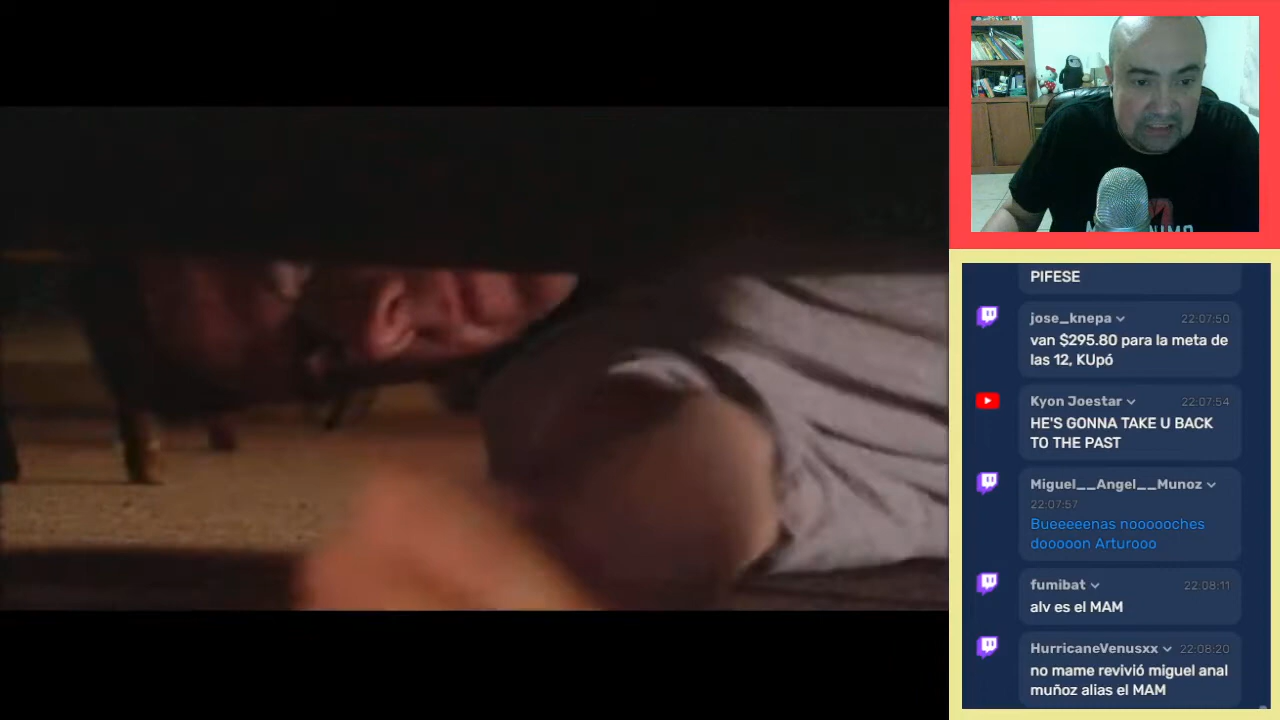 PIFESE
jose_knepa 22:07:50
van $295.80 para la meta de
las 12, KUpó
Kyon Joestar 22:07:54
HE'S GONNA TAKE U BACK
TO THE PAST
Miguel__Angel__Munoz
22:07:57
Bueeeeenas noooooches
dooooon Arturooo
fumibat 22:08:11
alv es el MAM
HurricaneVenusxx 22:08:20
no mame revivió miguel anal
muñoz alias el MAM